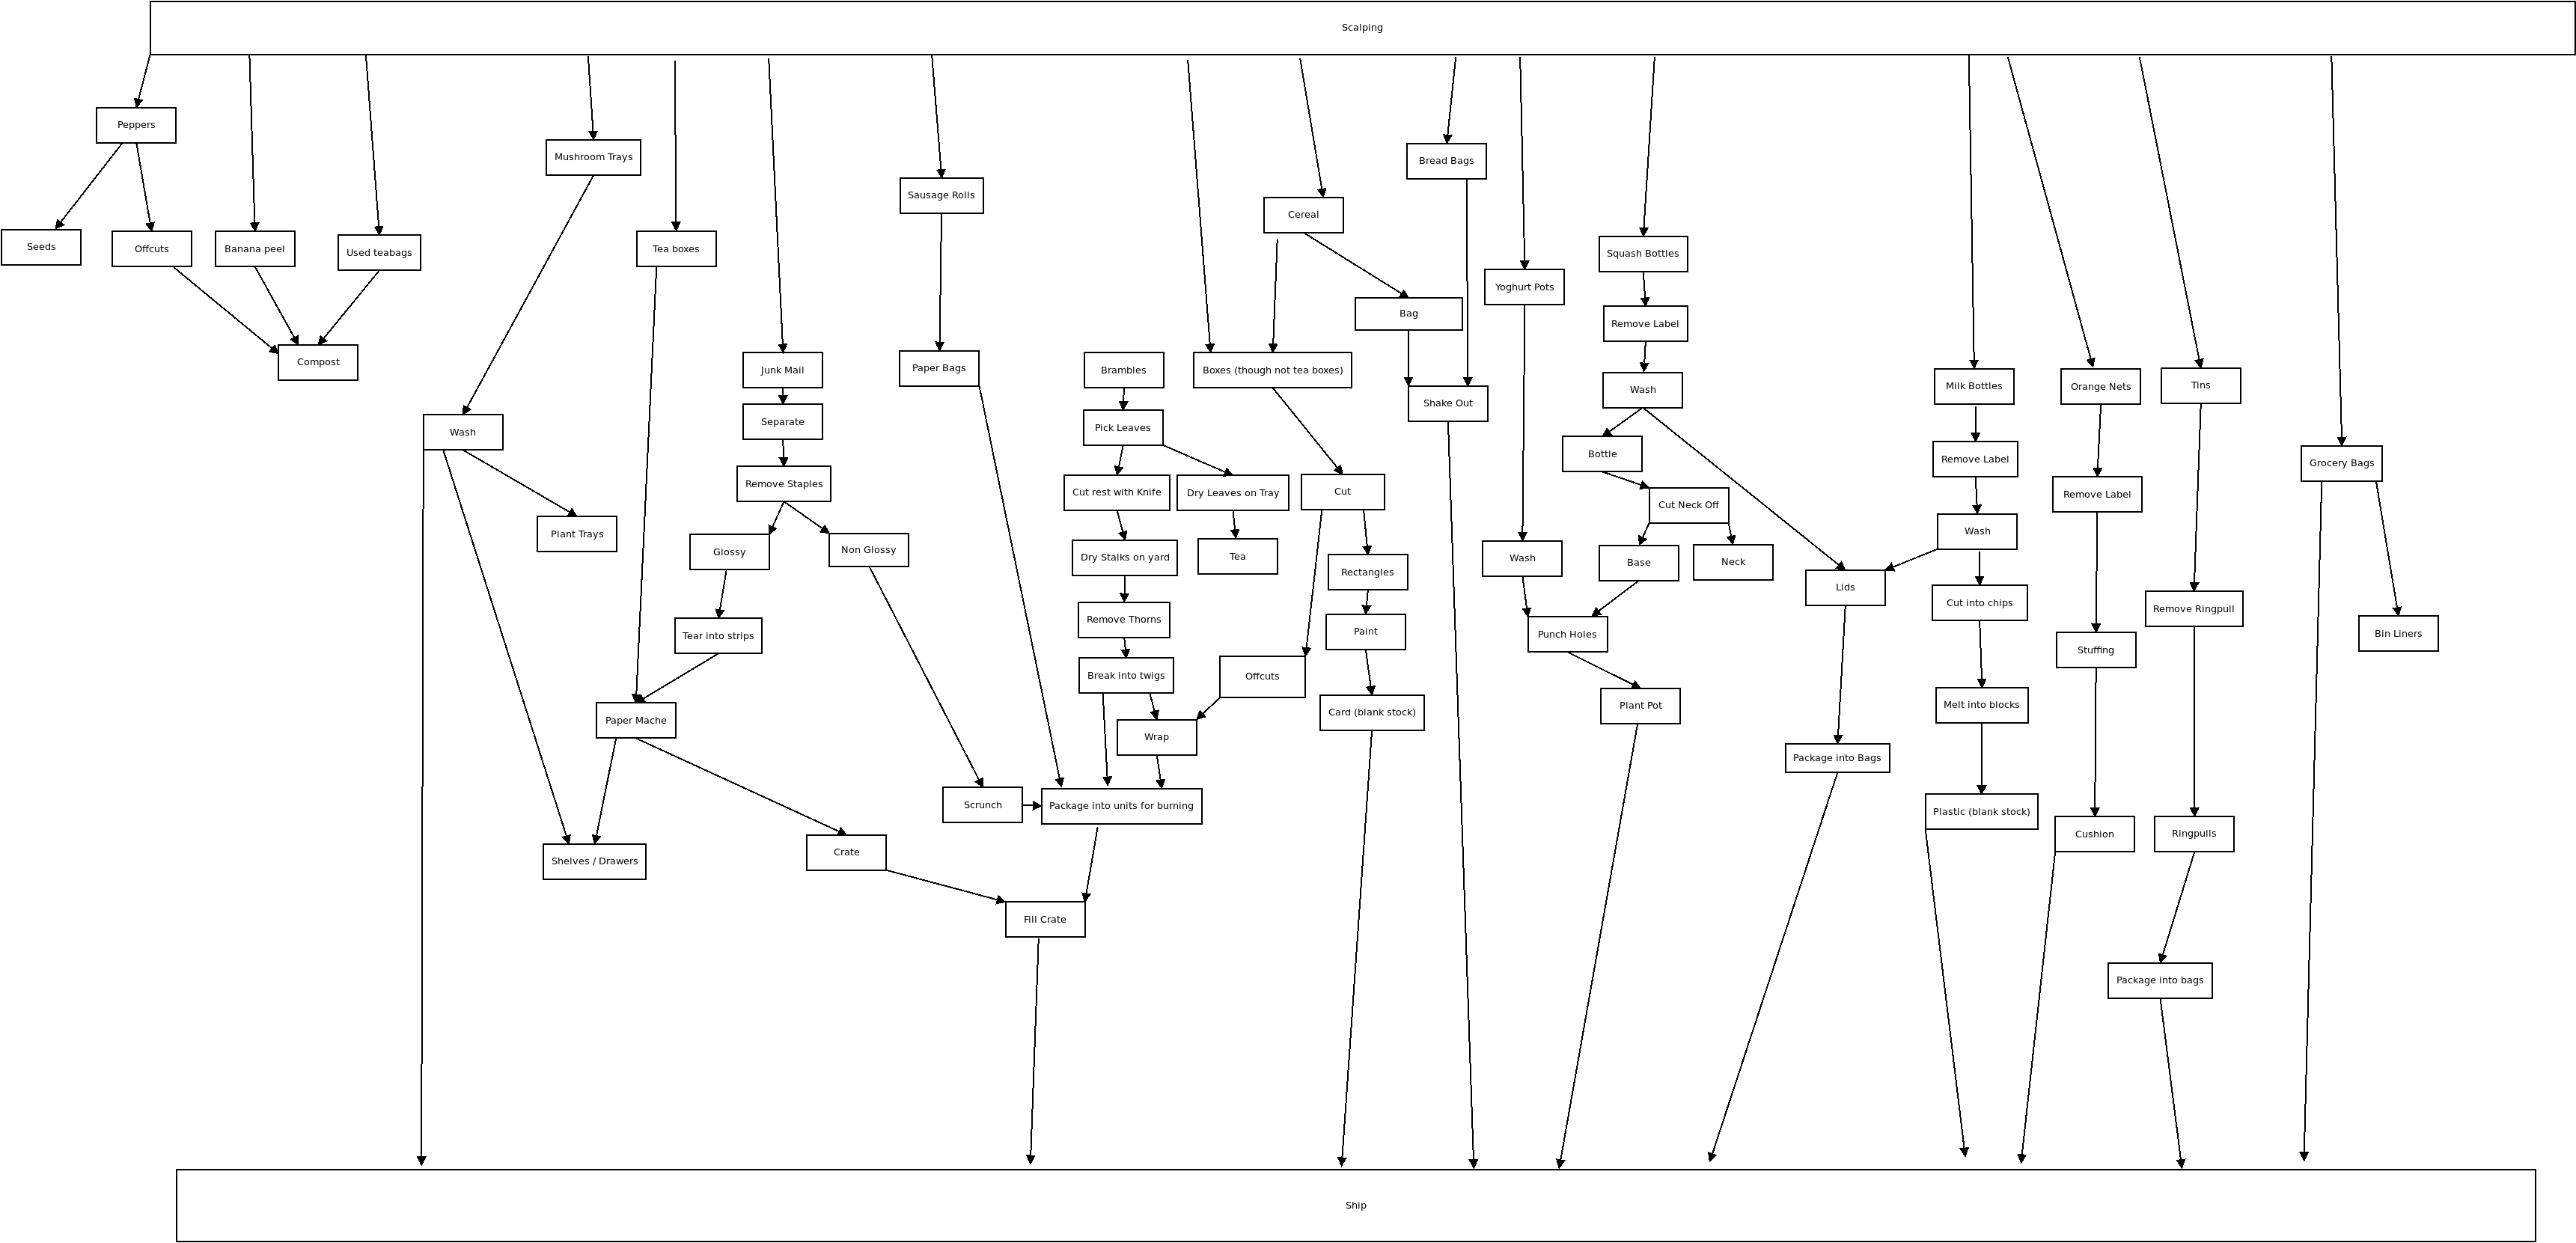 Scalping
Peppers
Mushroom Trays
Bread Bags
Sausage Rolls
Cereal
Seeds
Offcuts
Banana peel
Used teabags
Tea boxes
Squash Bottles
Yoghurt Pots
Bag
Remove Label
Compost
Junk Mail
Paper Bags
Brambles
Boxes (though not tea boxes)
Shake Out
Wash
Milk Bottles
Orange Nets
Tins
Wash
Separate
Pick Leaves
Bottle
Remove Label
Grocery Bags
Remove Staples
Cut rest with Knife
Dry Leaves on Tray
Cut
Cut Neck Off
Remove Label
Plant Trays
Glossy
Non Glossy
Dry Stalks on yard
Tea
Rectangles
Wash
Base
Neck
Wash
Lids
Cut into chips
Remove Ringpull
Tear into strips
Remove Thorns
Paint
Punch Holes
Stuffing
Bin Liners
Break into twigs
Offcuts
Paper Mache
Wrap
Card (blank stock)
Plant Pot
Melt into blocks
Package into Bags
Scrunch
Package into units for burning
Plastic (blank stock)
Cushion
Ringpulls
Shelves / Drawers
Crate
Fill Crate
Package into bags
Ship